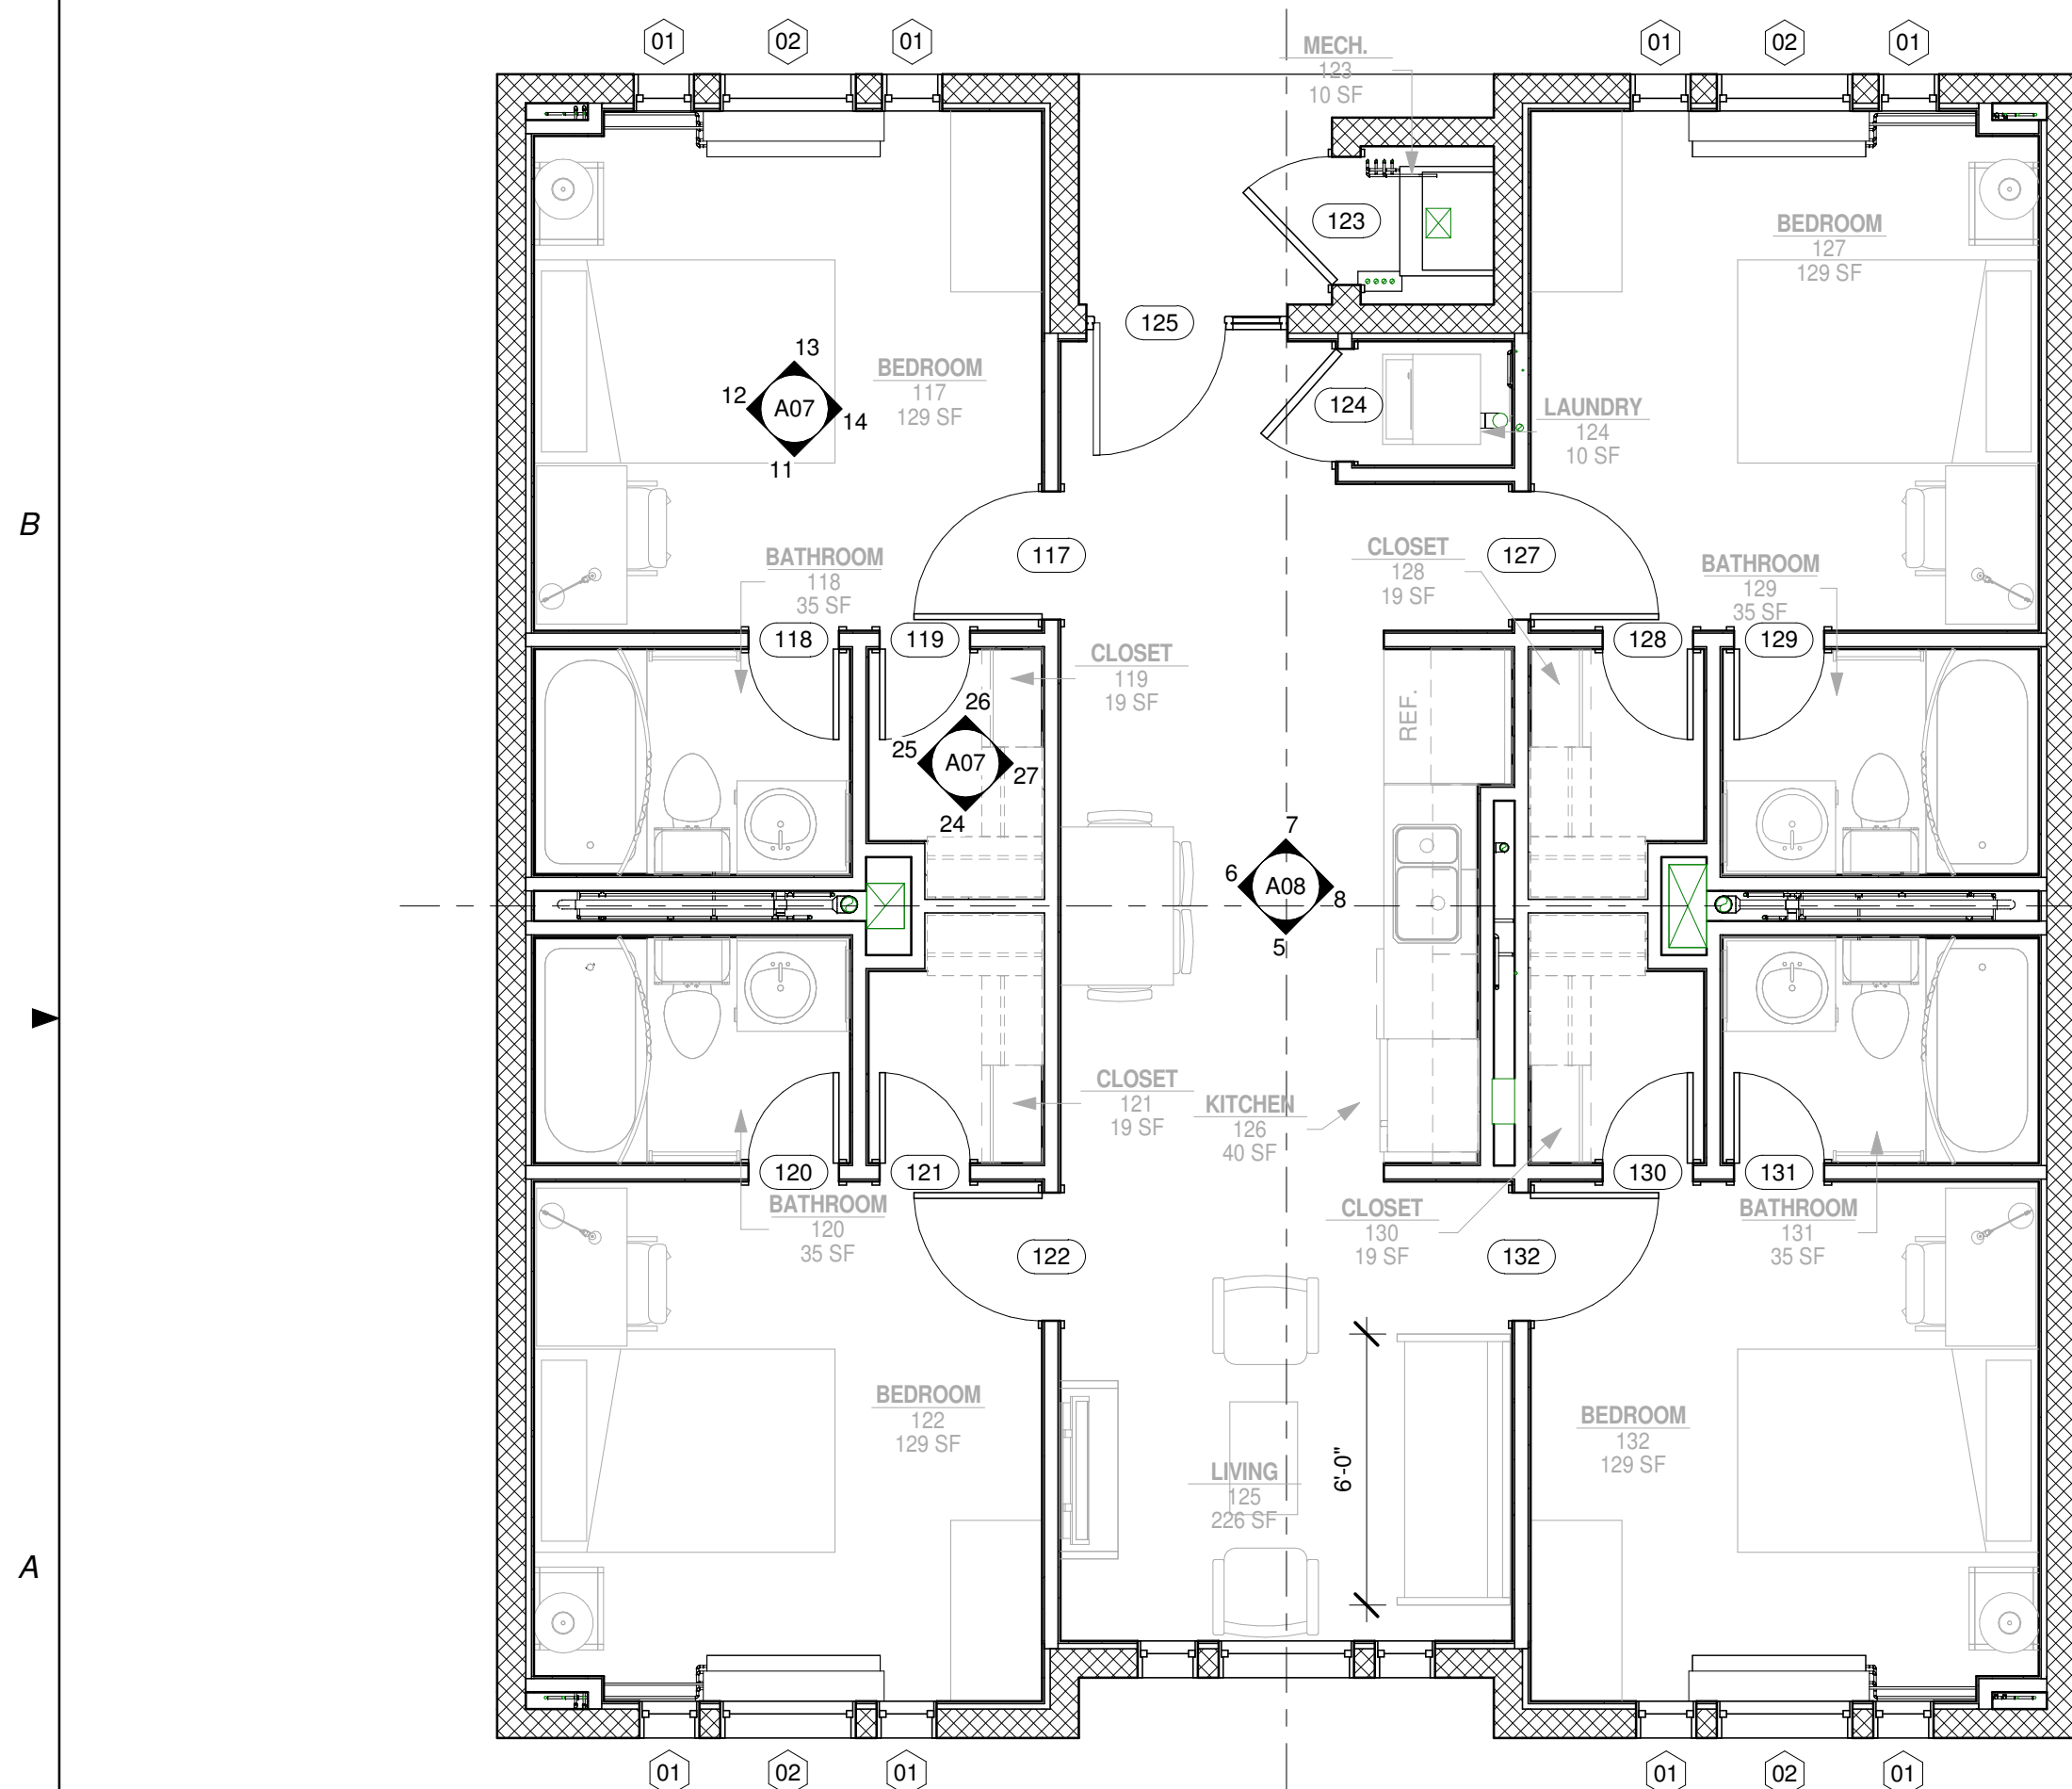 01
02
01
01
02
01
MECH.
123
10 SF
123
BEDROOM
127
129 SF
125
13
12
A07
14
11
BEDROOM
117
129 SF
124
LAUNDRY
124
10 SF
B
117
127
BATHROOM
118
35 SF
CLOSET
128
19 SF
BATHROOM
129
35 SF
118
119
128
129
CLOSET
119
19 SF
REF.
26
25
A07
27
24
7
6
A08
8
5
CLOSET
121
19 SF
KITCHEN
126
40 SF
120
121
130
131
BATHROOM
120
35 SF
CLOSET
130
19 SF
BATHROOM
131
35 SF
122
132
BEDROOM
122
129 SF
BEDROOM
132
129 SF
6'-0"
LIVING
125
226 SF
A
01
02
01
01
02
01